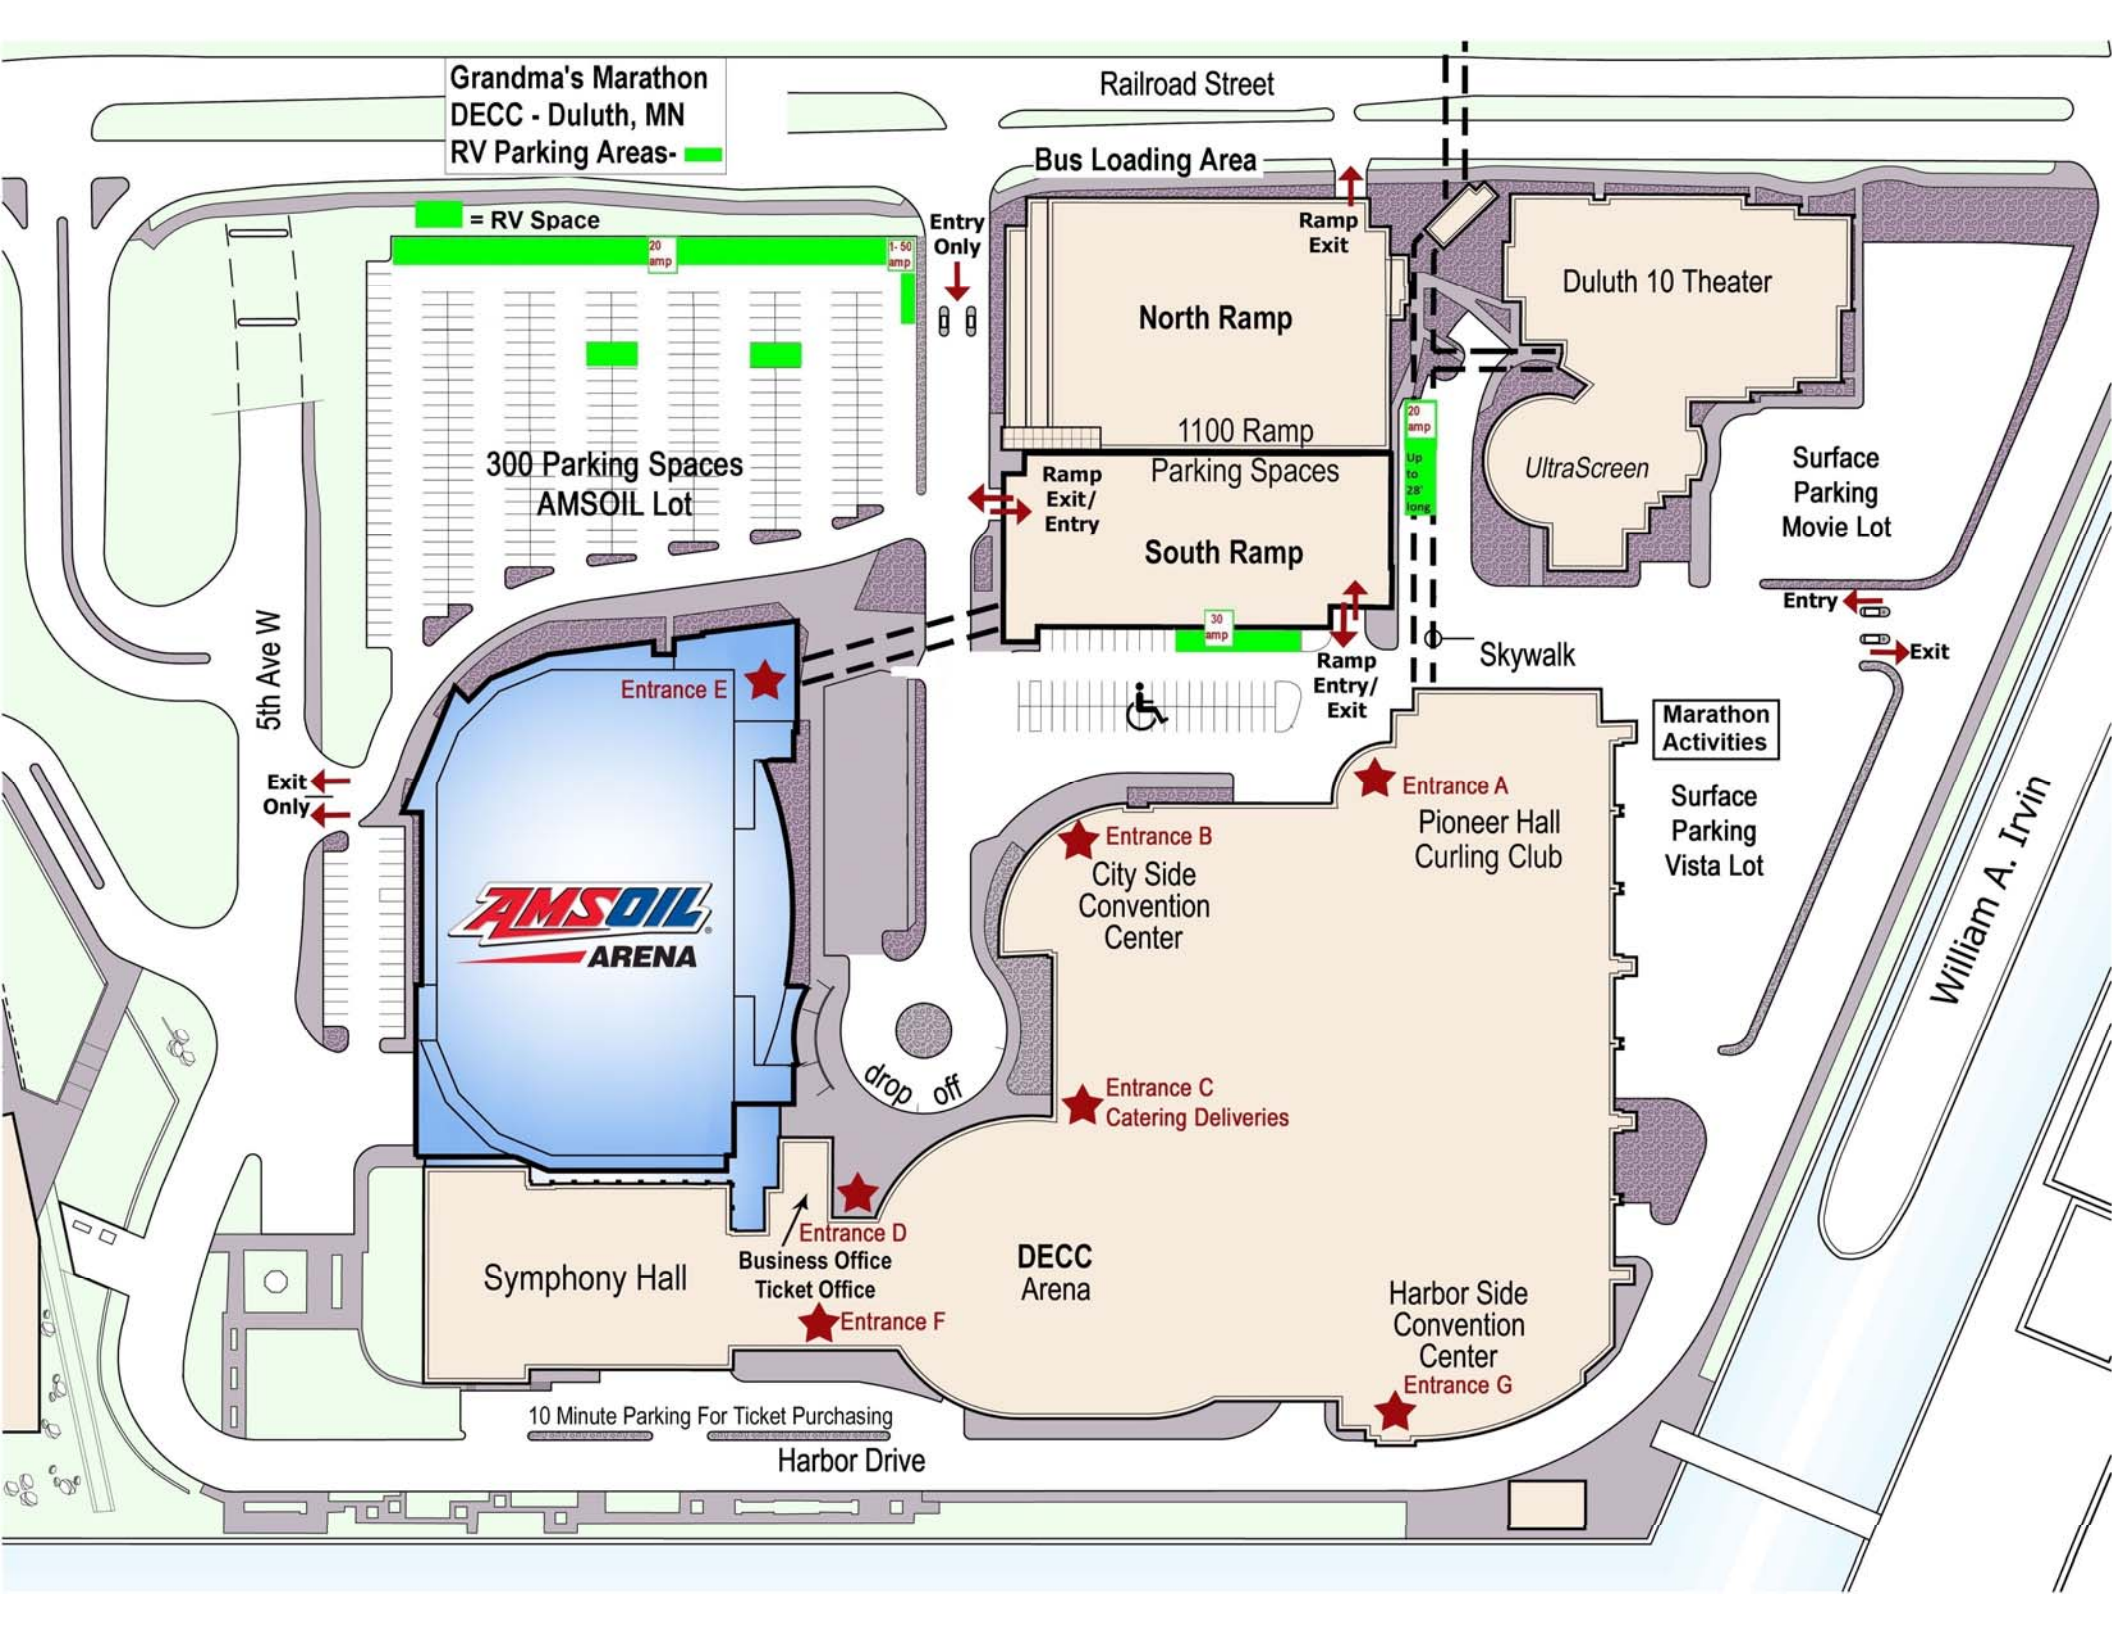 Grandma's Marathon
DECC - Duluth, MN
RV Parking Areas-
Railroad Street
Bus Loading Area
= RV Space
20
amp
1- 50
amp
Entry
Only
Ramp
Exit
North Ramp
Duluth 10 Theater
1100 Ramp
Parking Spaces
20
amp
Up
to
28'
long
UltraScreen
Surface
Parking
Movie Lot
300 Parking Spaces
AMSOIL Lot
Ramp
Exit/
Entry
South Ramp
30
amp
Entry
Exit
Skywalk
Ramp
Entry/
Exit
5th Ave W
Entrance E
Marathon
Activities
Exit
Only
Entrance A
Pioneer Hall
Curling Club
Surface
Parking
Vista Lot
Entrance B
City Side
Convention
Center
William A. Irvin
AMSOIL®
ARENA
drop off
Entrance C
Catering Deliveries
Entrance D
Business Office
Ticket Office
Symphony Hall
DECC
Arena
Entrance F
Harbor Side
Convention
Center
Entrance G
10 Minute Parking For Ticket Purchasing
Harbor Drive